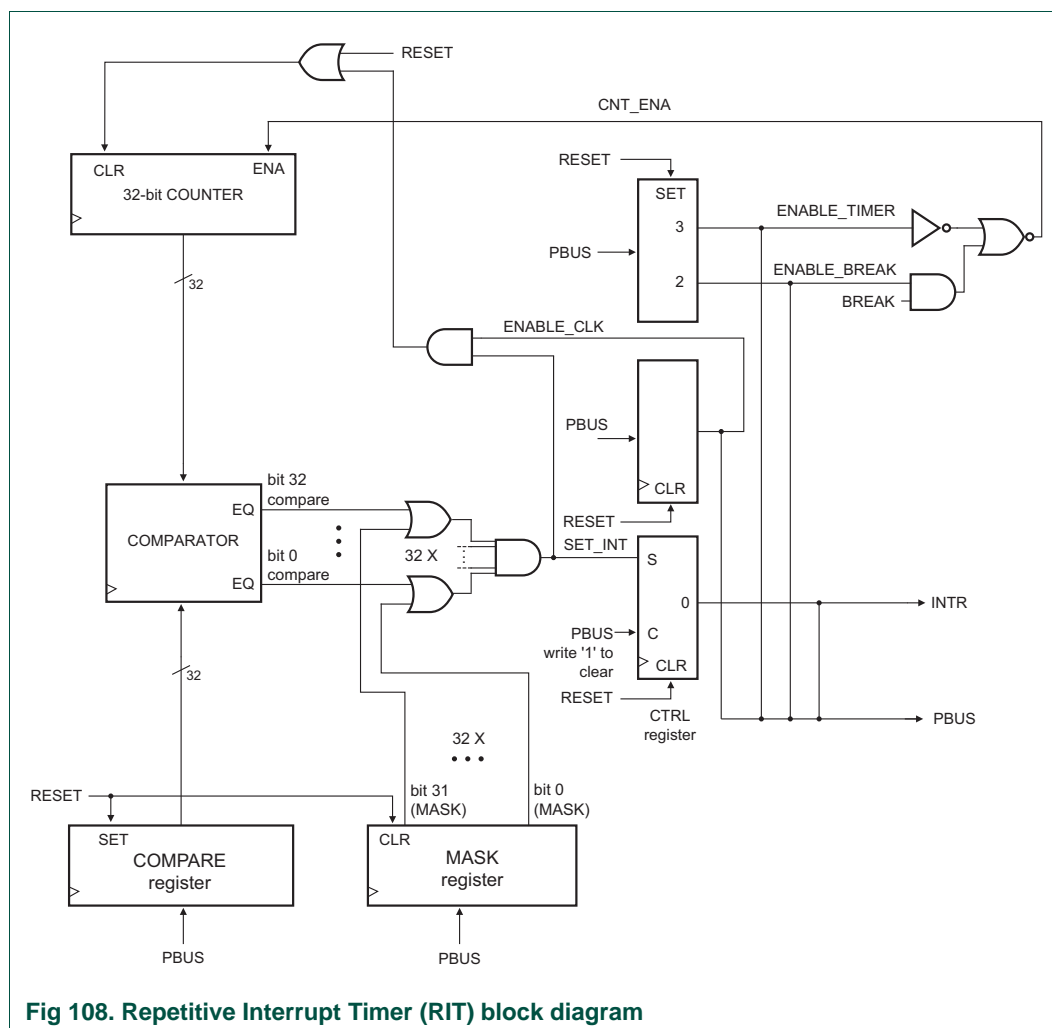 RESET
CNT_ENA
CLR
ENA
32-bit COUNTER
RESET
SET
3
ENABLE_TIMER
PBUS
2
ENABLE_BREAK
BREAK
32
ENABLE_CLK
PBUS
CLR
RESET
bit 32
compare
EQ
COMPARATOR
32 X
bit 0
compare
EQ
SET_INT
S
0
INTR
PBUS
write '1' to
clear
C
CLR
RESET
CTRL
register
PBUS
32
32 X
RESET
bit 31
(MASK)
bit 0
(MASK)
SET
COMPARE
register
CLR
MASK
register
PBUS
PBUS
Fig 108. Repetitive Interrupt Timer (RIT) block diagram